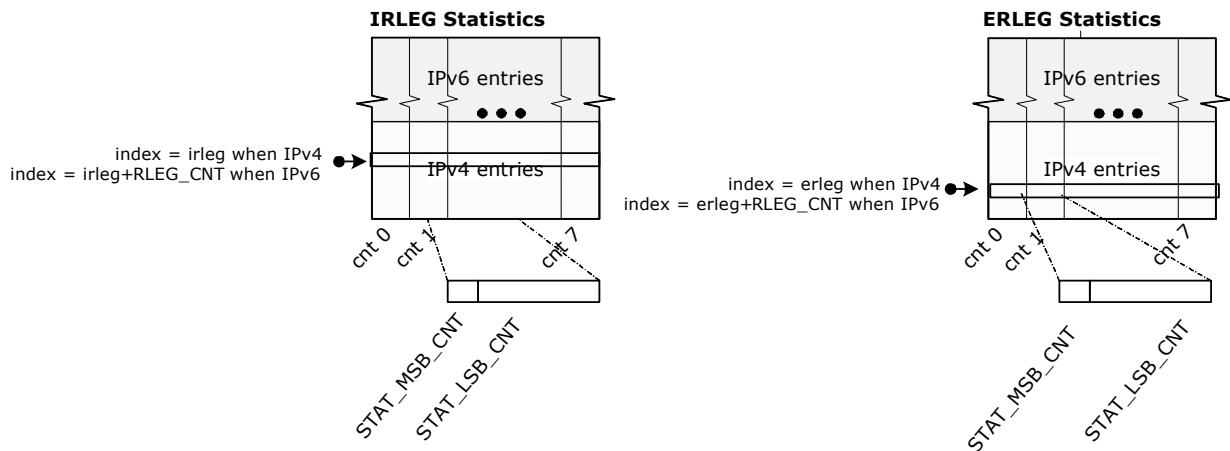 IRLEG Statistics
IPv6 entries
index = irleg when IPv4
index = irleg+RLEG_CNT when IPv6
IPv4 entries
cnt 0
cnt 1
cnt 7
STAT_MSB_CNT
STAT_LSB_CNT
ERLEG Statistics
IPv6 entries
index = erleg when IPv4
index = erleg+RLEG_CNT when IPv6
IPv4 entries
cnt 0
cnt 1
cnt 7
STAT_MSB_CNT
STAT_LSB_CNT